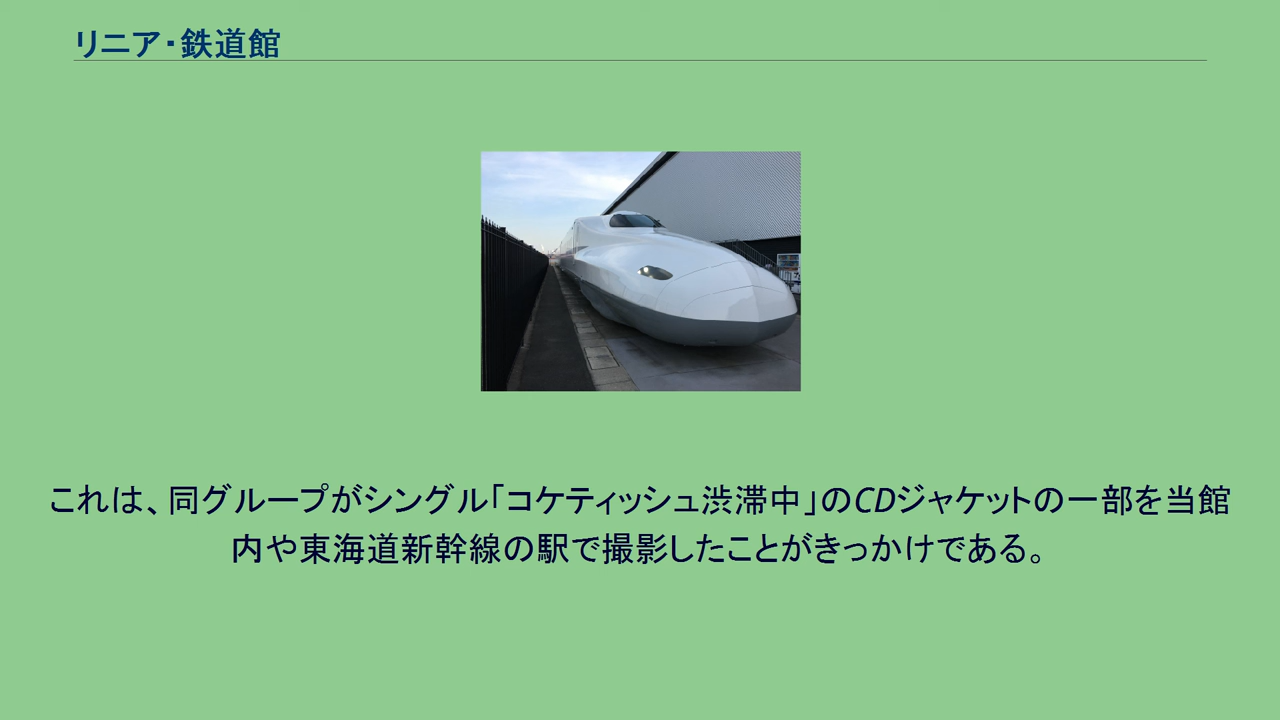 リニア・鉄道館
これは、同グループがシングル「コケティッシュ渋滞中」のCDジャケットの一部を当館
内や東海道新幹線の駅で撮影したことがきっかけである。